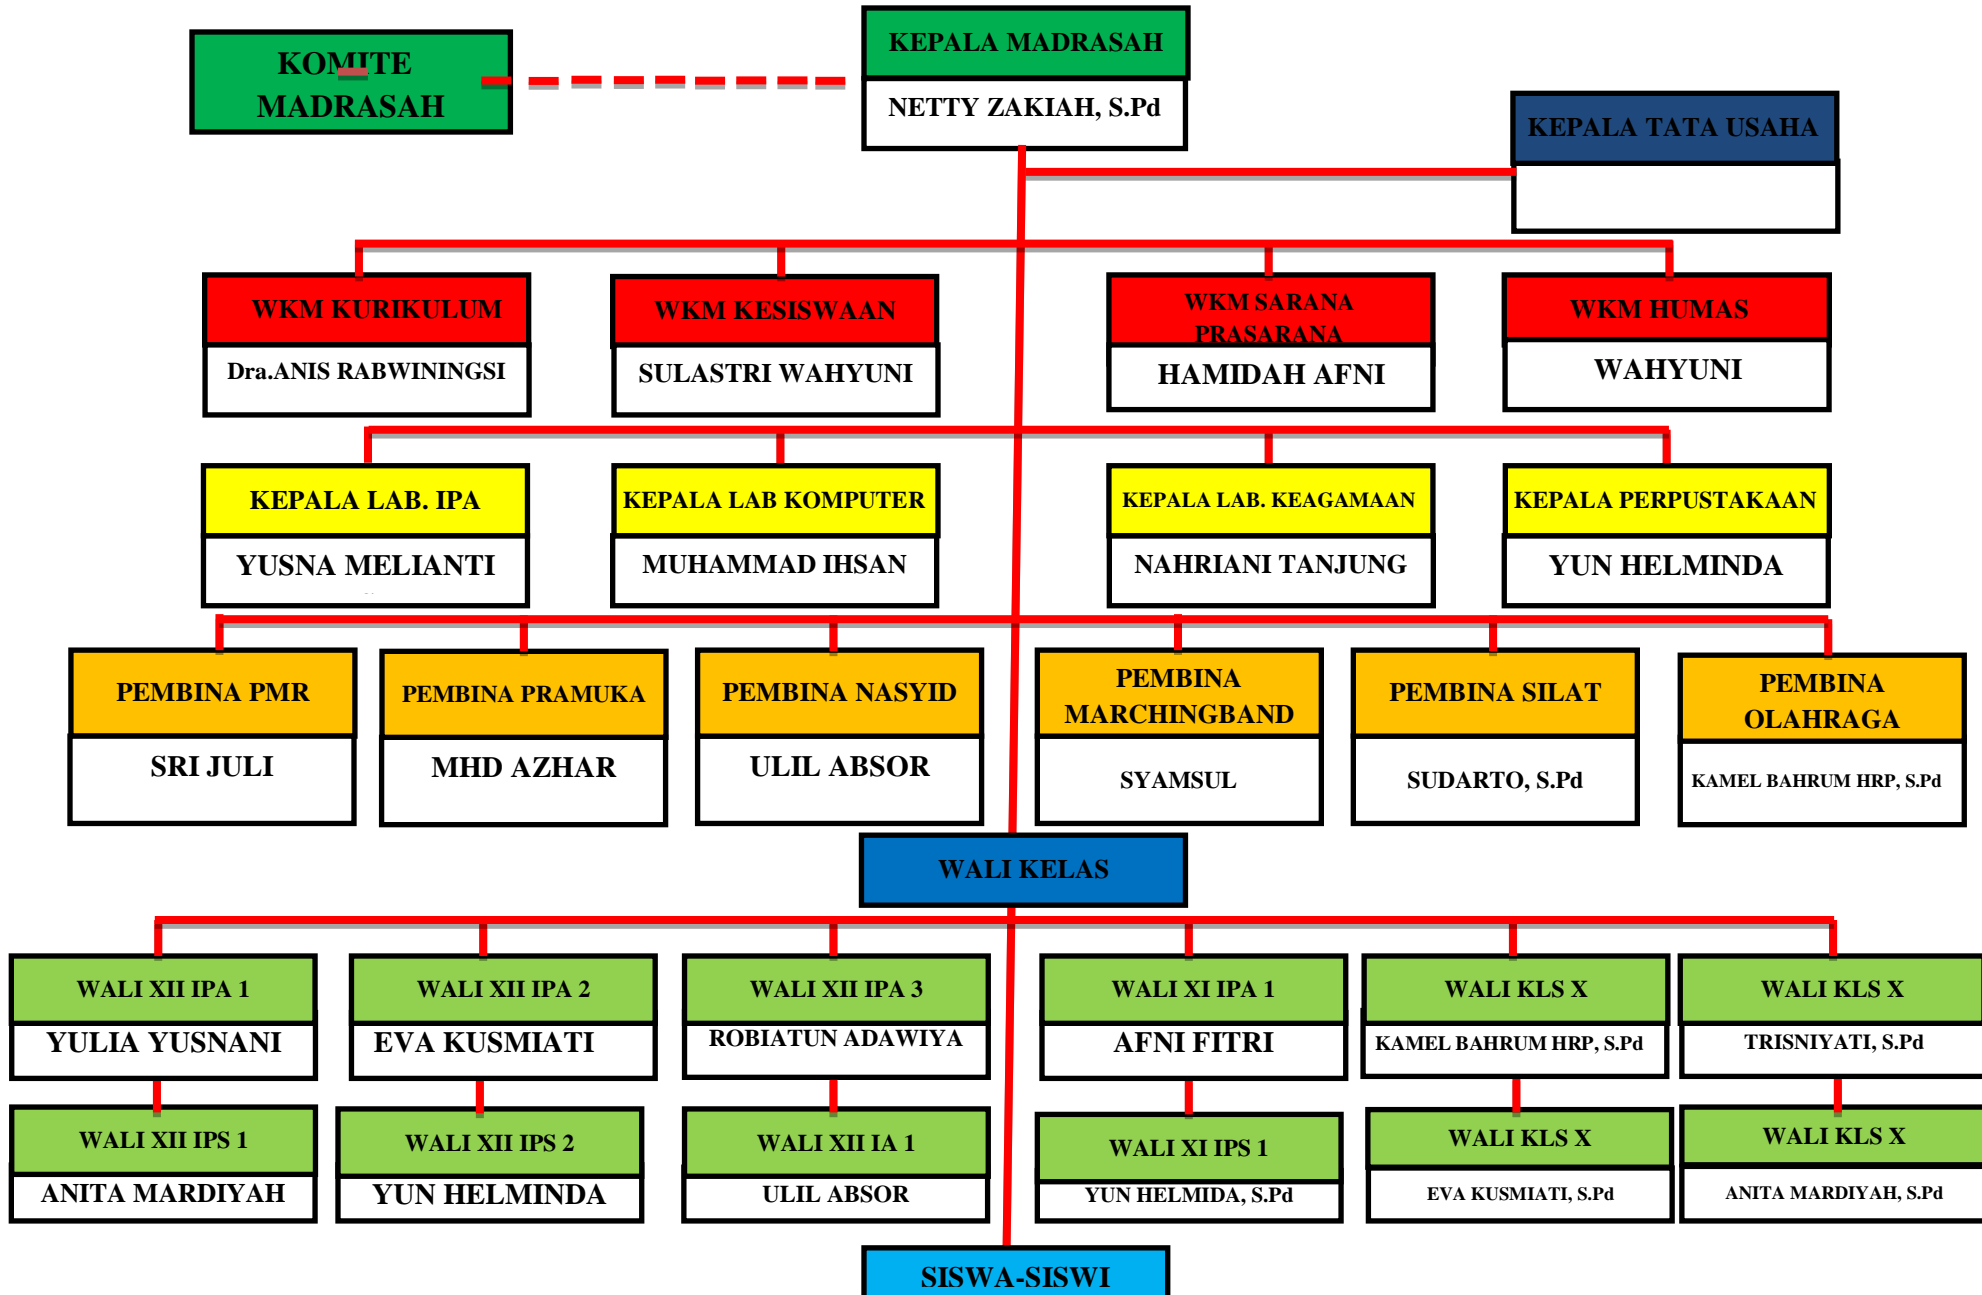 KOMITE
MADRASAH
KEPALA MADRASAH
NETTY ZAKIAH, S.Pd
KEPALA TATA USAHA
WKM KURIKULUM
Dra.ANIS RABWININGSI
WKM KESISWAAN
SULASTRI WAHYUNI
WKM SARANA
PRASARANA
HAMIDAH AFNI
WKM HUMAS
WAHYUNI
KEPALA LAB. IPA
YUSNA MELIANTI
KEPALA LAB KOMPUTER
MUHAMMAD IHSAN
KEPALA LAB. KEAGAMAAN
NAHRIANI TANJUNG
KEPALA PERPUSTAKAAN
YUN HELMINDA
PEMBINA PMR
SRI JULI
PEMBINA PRAMUKA
MHD AZHAR
PEMBINA NASYID
ULIL ABSOR
PEMBINA
MARCHINGBAND
SYAMSUL
PEMBINA SILAT
SUDARTO, S.Pd
PEMBINA
OLAHRAGA
KAMEL BAHRUM HRP, S.Pd
WALI KELAS
WALI XII IPA 1
YULIA YUSNANI
WALI XII IPA 2
EVA KUSMIATI
WALI XII IPA 3
ROBIATUN ADAWIYA
WALI XI IPA 1
AFNI FITRI
WALI KLS X
KAMEL BAHRUM HRP, S.Pd
WALI KLS X
TRISNIYATI, S.Pd
WALI XII IPS 1
ANITA MARDIYAH
WALI XII IPS 2
YUN HELMINDA
WALI XII IA 1
ULIL ABSOR
WALI XI IPS 1
YUN HELMIDA, S.Pd
WALI KLS X
EVA KUSMIATI, S.Pd
WALI KLS X
ANITA MARDIYAH, S.Pd
SISWA-SISWI